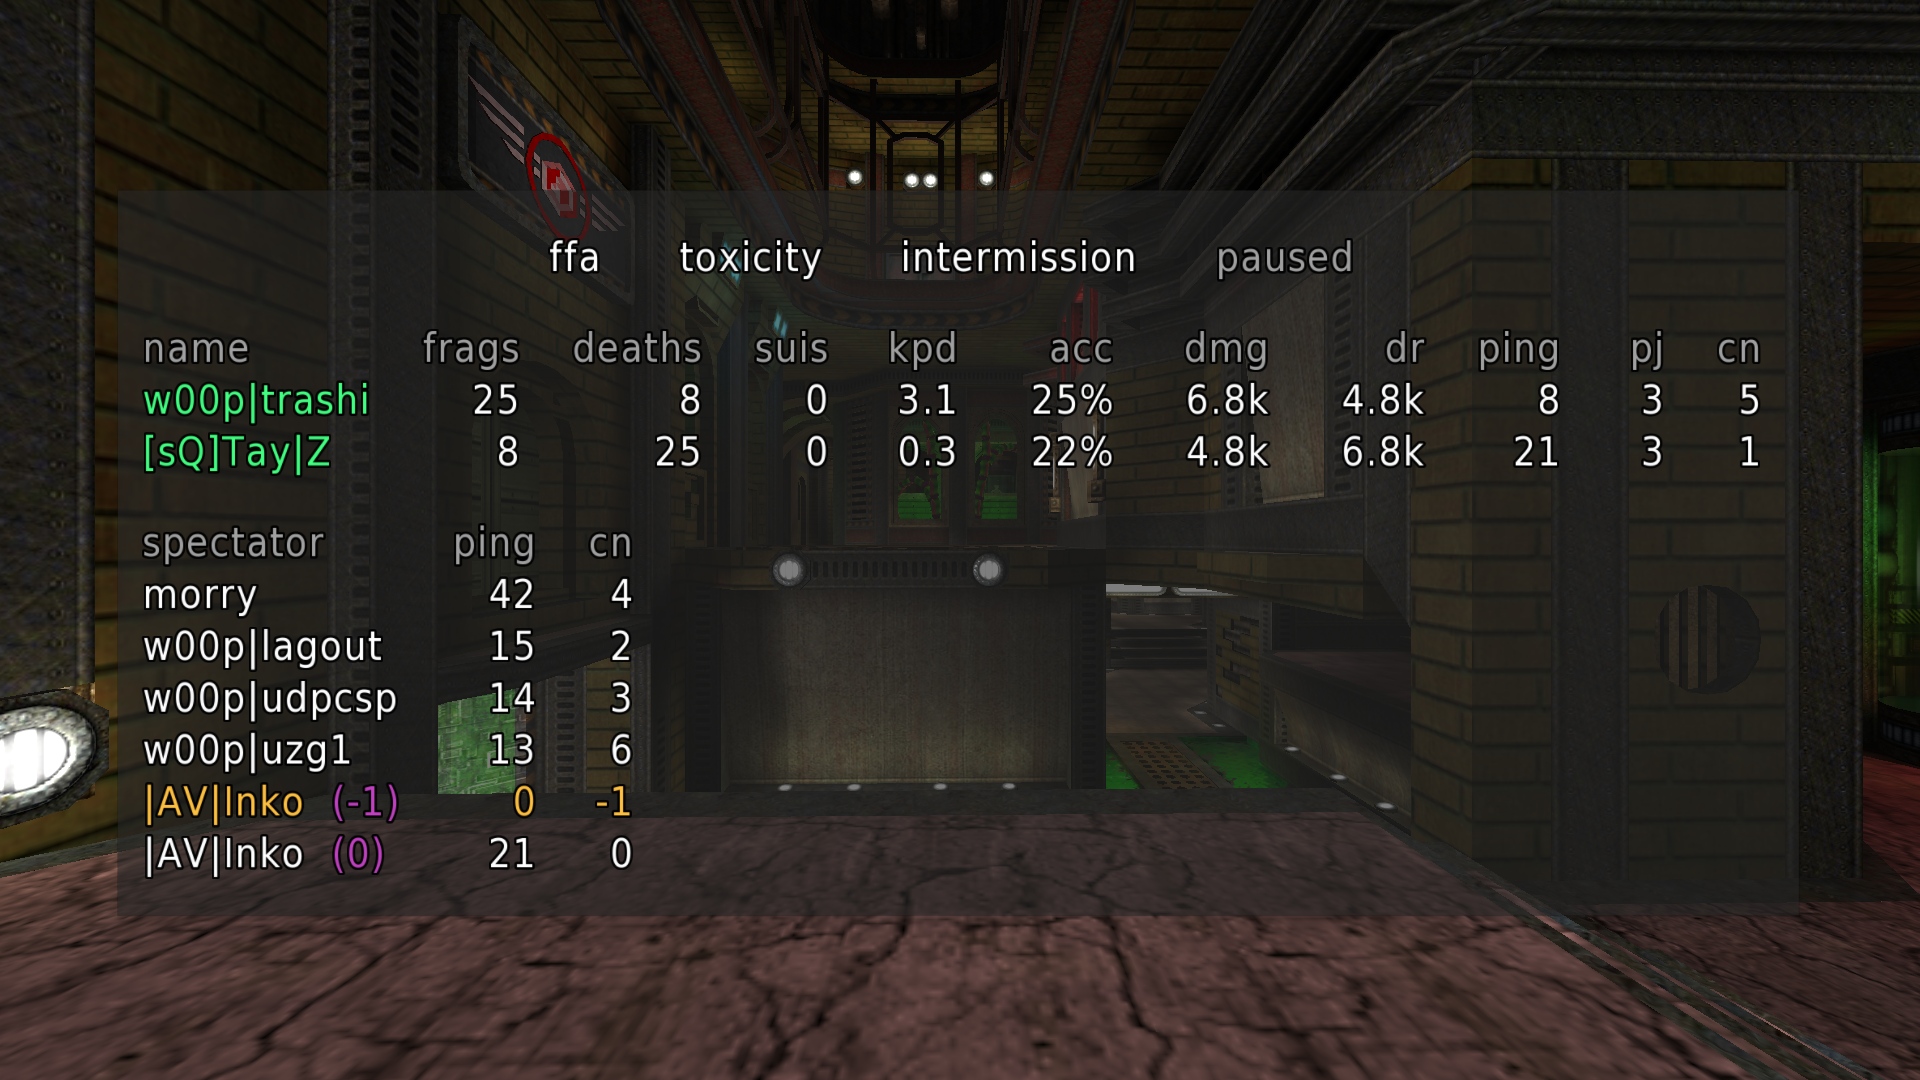 ffa toxicity intermission paused
name frags deaths suis kpd acc dmg dr ping pj cn
w00p|trashi 25 8 0 3.1 25% 6.8k 4.8k 8 3 5
[sQ]Tay|Z 8 25 0 0.3 22% 4.8k 6.8k 21 3 1
spectator ping cn
morry 42 4
w00p|lagout 15 2
w00p|udpcsp 14 3
w00p|uzg1 13 6
|AV|Inko (-1) 0 -1
|AV|Inko (0) 21 0